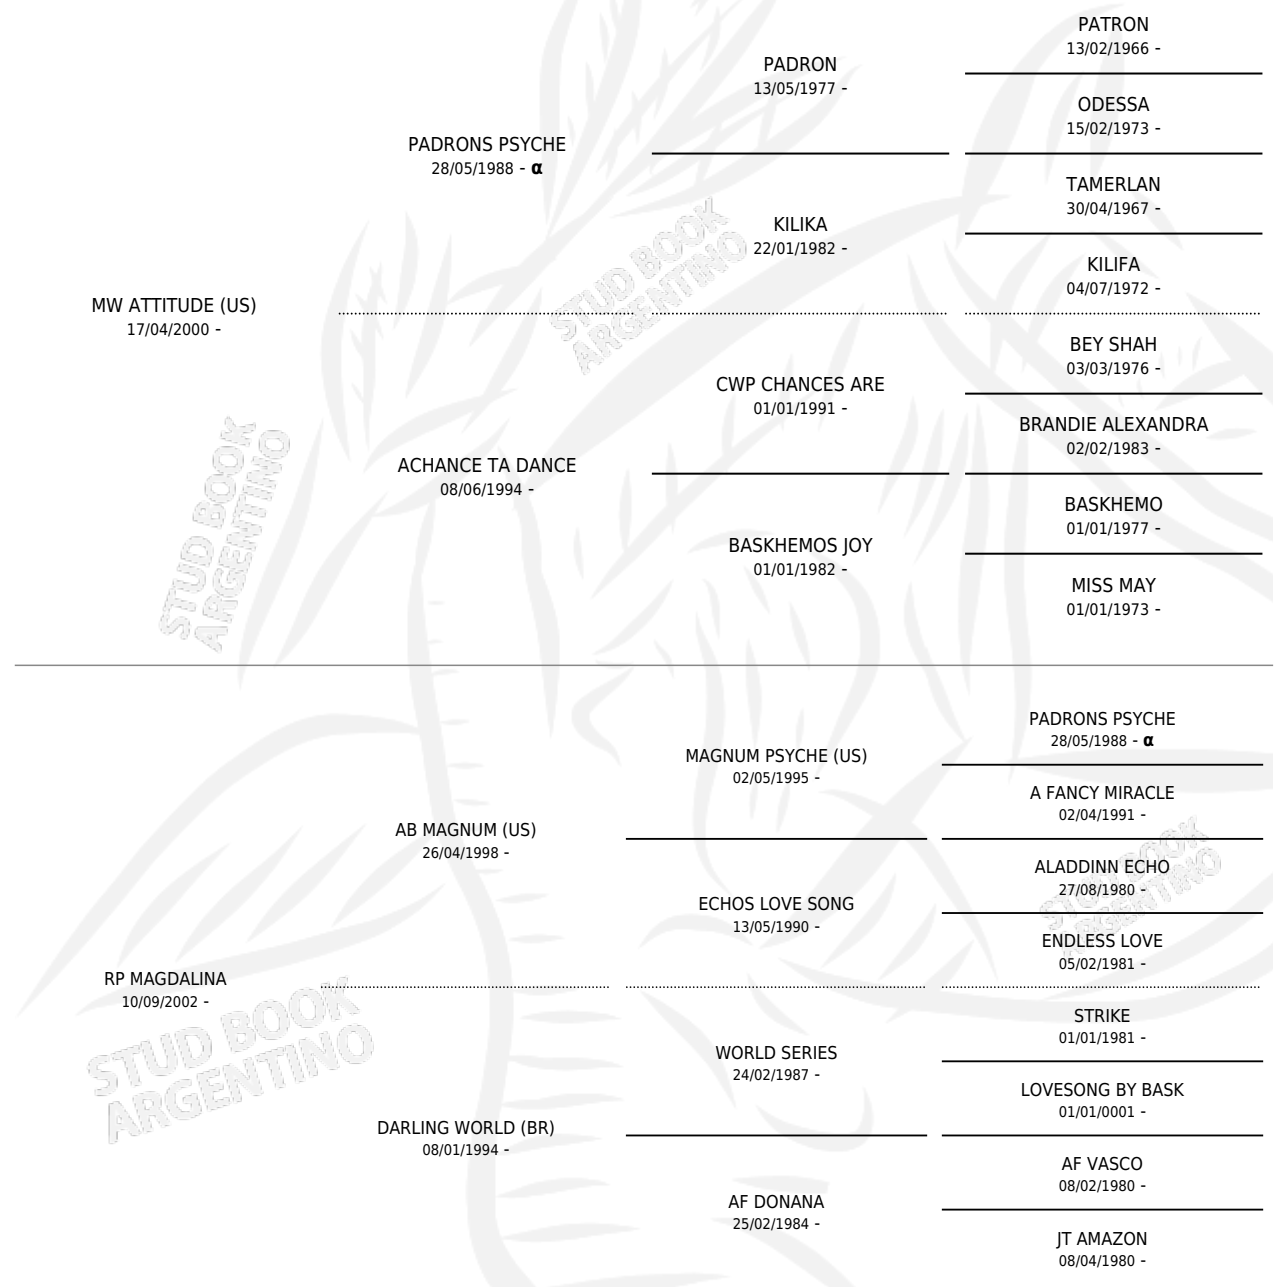 PATRON
13/02/1966 -
PADRON
13/05/1977 -
ODESSA
15/02/1973 -
PADRONS PSYCHE
28/05/1988 - α
TAMERLAN
30/04/1967 -
KILIKA
22/01/1982 -
KILIFA
04/07/1972 -
MW ATTITUDE (US)
17/04/2000 -
BEY SHAH
03/03/1976 -
CWP CHANCES ARE
01/01/1991 -
BRANDIE ALEXANDRA
02/02/1983 -
ACHANCE TA DANCE
08/06/1994 -
BASKHEMO
01/01/1977 -
BASKHEMOS JOY
01/01/1982 -
MISS MAY
01/01/1973 -
PADRONS PSYCHE
28/05/1988 - α
MAGNUM PSYCHE (US)
02/05/1995 -
A FANCY MIRACLE
02/04/1991 -
AB MAGNUM (US)
26/04/1998 -
ALADDINN ECHO
27/08/1980 -
ECHOS LOVE SONG
13/05/1990 -
ENDLESS LOVE
05/02/1981 -
RP MAGDALINA
10/09/2002 -
STRIKE
01/01/1981 -
WORLD SERIES
24/02/1987 -
LOVESONG BY BASK
01/01/0001 -
DARLING WORLD (BR)
08/01/1994 -
AF VASCO
08/02/1980 -
AF DONANA
25/02/1984 -
JT AMAZON
08/04/1980 -
STUD BOOK
ARGENTINO
STUD BOOK
ARGENTINO
STUD BOOK
ARGENTINO
STUD BOOK
ARGENTINO